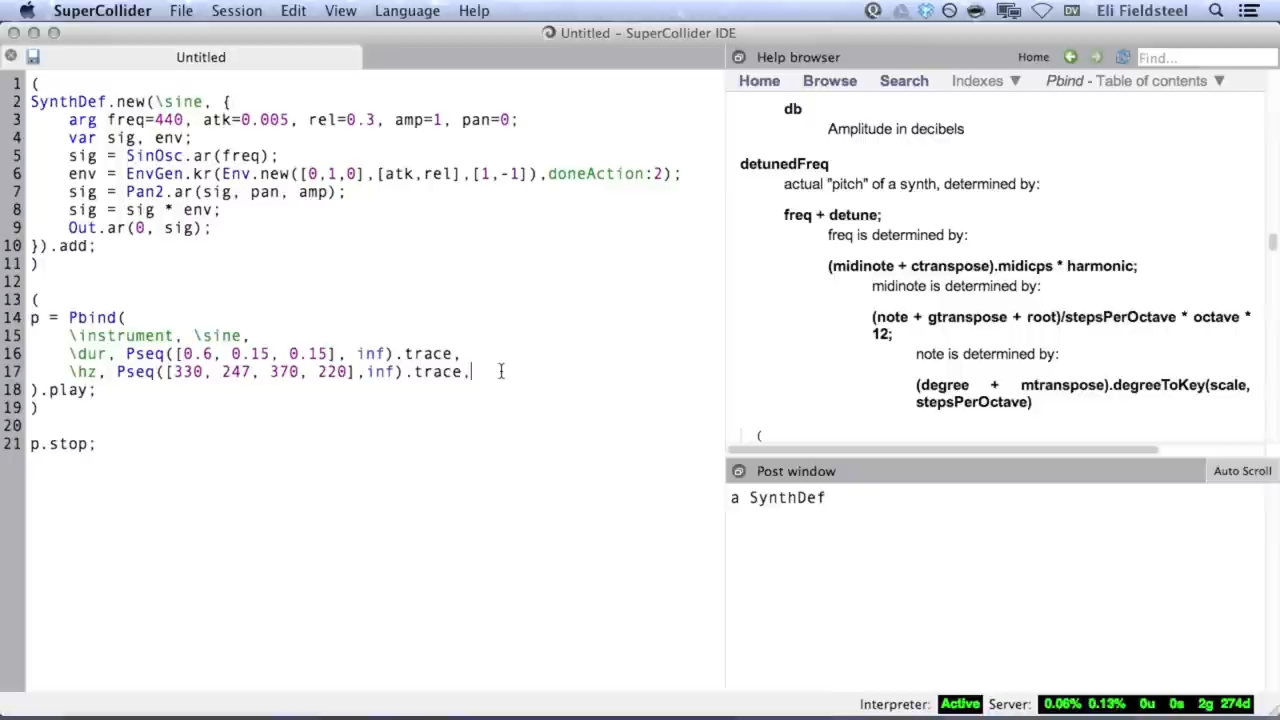 SuperCollider File Session Edit View Language Help Eli Fieldsteel
Untitled – SuperCollider IDE
Untitled
1 (
2 SynthDef.new(\sine, {
3 arg freq=440, atk=0.005, rel=0.3, amp=1, pan=0;
4 var sig, env;
5 sig = SinOsc.ar(freq);
6 env = EnvGen.kr(Env.new([0,1,0],[atk,rel],[1,-1]),doneAction:2);
7 sig = Pan2.ar(sig, pan, amp);
8 sig = sig * env;
9 Out.ar(0, sig);
10 }).add;
11 )
12
13 (
14 p = Pbind(
15 \instrument, \sine,
16 \dur, Pseq([0.6, 0.15, 0.15], inf).trace,
17 \hz, Pseq([330, 247, 370, 220],inf).trace,
18 ).play;
19 )
20
21 p.stop;
Help browser Home Find...
Home Browse Search Indexes ▼ Pbind - Table of contents ▼
db
Amplitude in decibels
detunedFreq
actual "pitch" of a synth, determined by:
freq + detune;
freq is determined by:
(midinote + ctranspose).midicps * harmonic;
midinote is determined by:
(note + gtranspose + root)/stepsPerOctave * octave *
12;
note is determined by:
(degree + mtranspose).degreeToKey(scale,
stepsPerOctave)
(
Post window Auto Scroll
a SynthDef
Interpreter: Active Server: 0.06% 0.13% 0u 0s 2g 274d